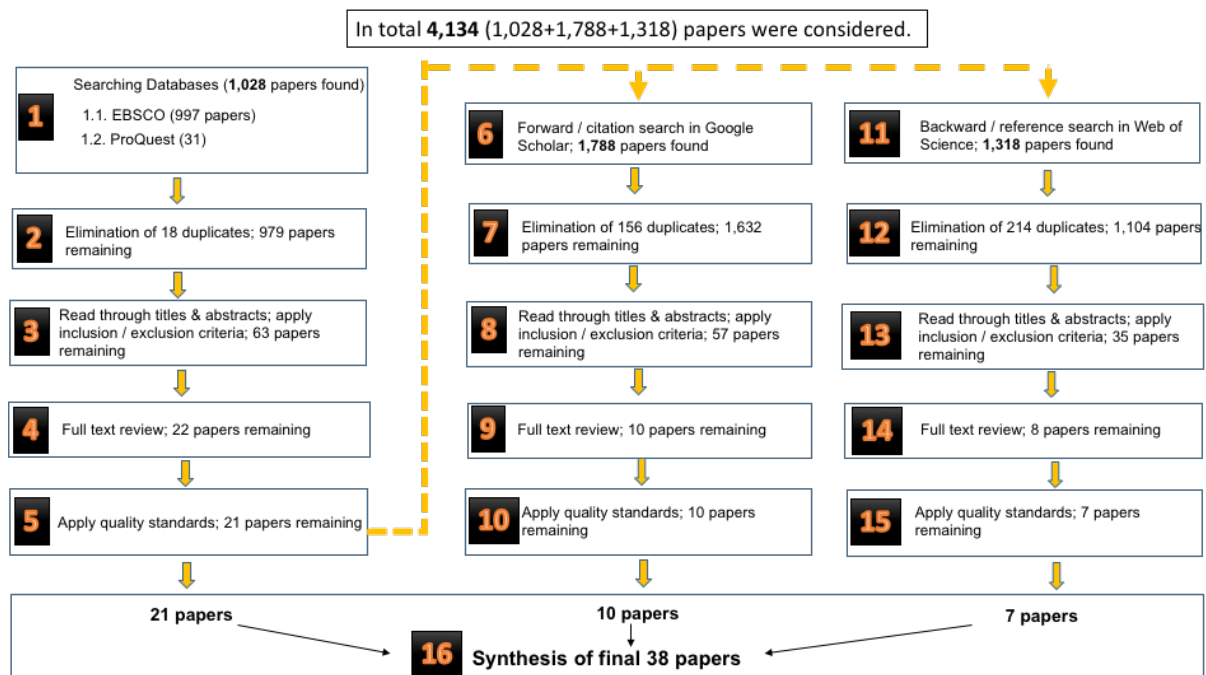 In total 4,134 (1,028+1,788+1,318) papers were considered.
1
Searching Databases (1,028 papers found)
1.1. EBSCO (997 papers)
1.2. ProQuest (31)
2
Elimination of 18 duplicates; 979 papers
remaining
3
Read through titles & abstracts; apply
inclusion / exclusion criteria; 63 papers
remaining
4
Full text review; 22 papers remaining
5
Apply quality standards; 21 papers remaining
6
Forward / citation search in Google
Scholar; 1,788 papers found
7
Elimination of 156 duplicates; 1,632
papers remaining
8
Read through titles & abstracts; apply
inclusion / exclusion criteria; 57 papers
remaining
9
Full text review; 10 papers remaining
10
Apply quality standards; 10 papers
remaining
11
Backward / reference search in Web of
Science; 1,318 papers found
12
Elimination of 214 duplicates; 1,104 papers
remaining
13
Read through titles & abstracts; apply
inclusion / exclusion criteria; 35 papers
remaining
14
Full text review; 8 papers remaining
15
Apply quality standards; 7 papers
remaining
21 papers
10 papers
7 papers
16
Synthesis of final 38 papers